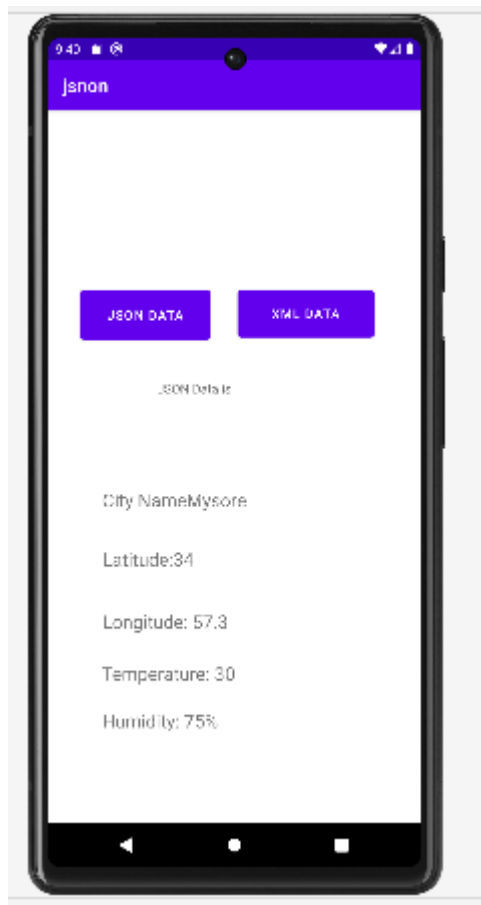 9:40
jsnon
JSON DATA XML DATA
JSON Data is
City NameMysore
Latitude:34
Longitude: 57.3
Temperature: 30
Humidity: 75%